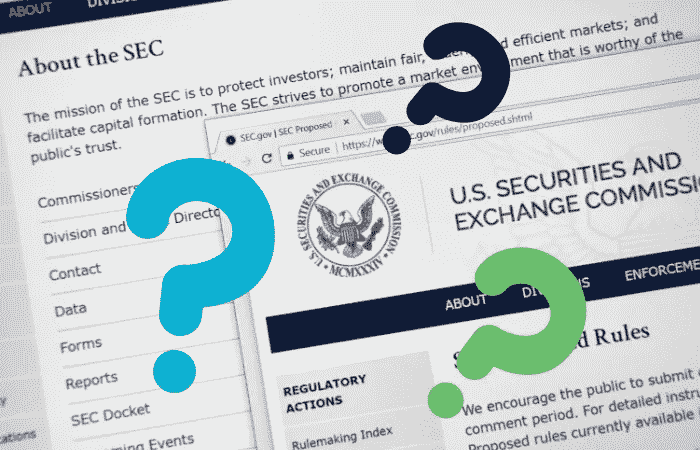 ABOUT
About the SEC
The mission of the SEC is to protect investors; maintain fair, and efficient markets; and
facilitate capital formation. The SEC strives to promote a market that is worthy of the
public's trust.
Commissioners
Division and Directo
Contact
Data
Forms
Reports
SEC Docket
Events
SEC.gov | SEC Proposed
Secure
https://w .gov/rules/proposed.shtml
U.S. SECURITIES AND EXCHANGE COMMISSION
MCMXXXIV
U.S. SECURITIES AND
EXCHANGE COMMISSIO
ABOUT
ENFORCEME
Rules
REGULATORY
ACTIONS
Rulemaking Index
We encourage the public to submit
comment period. For detailed instru
Proposed rules currently available